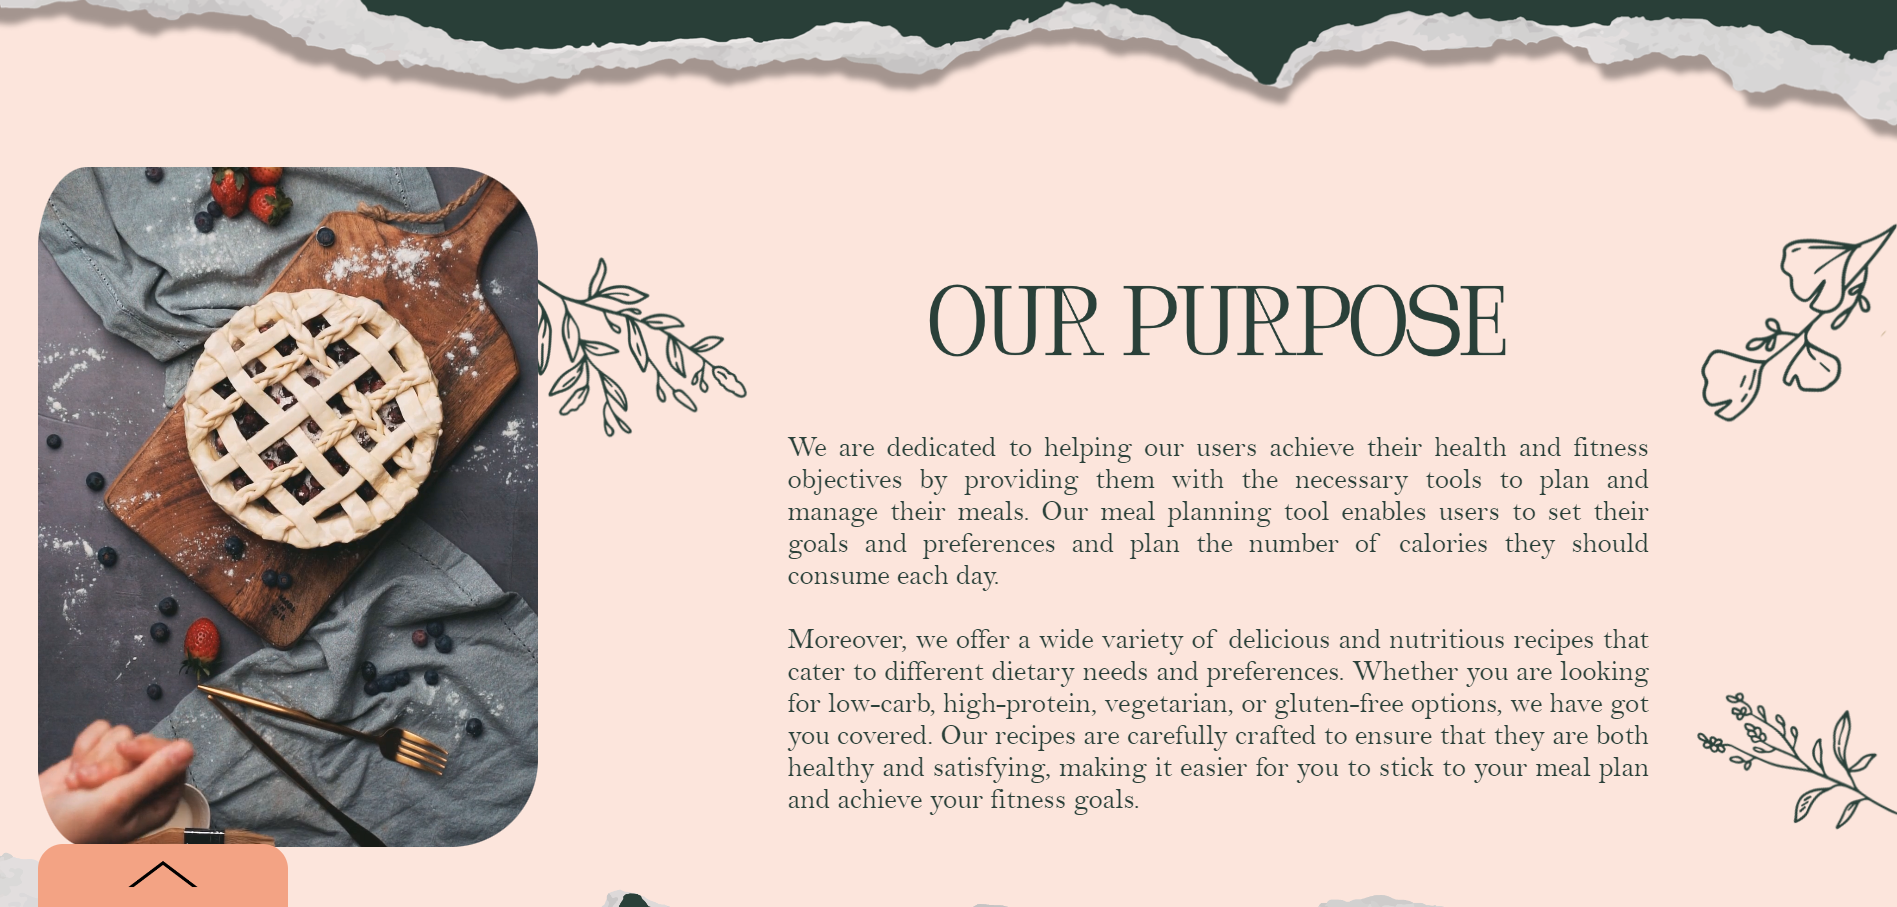 OUR PURPOSE
We are dedicated to helping our users achieve their health and fitness
objectives by providing them with the necessary tools to plan and
manage their meals. Our meal planning tool enables users to set their
goals and preferences and plan the number of calories they should
consume each day.
Moreover, we offer a wide variety of delicious and nutritious recipes that
cater to different dietary needs and preferences. Whether you are looking
for low-carb, high-protein, vegetarian, or gluten-free options, we have got
you covered. Our recipes are carefully crafted to ensure that they are both
healthy and satisfying, making it easier for you to stick to your meal plan
and achieve your fitness goals.